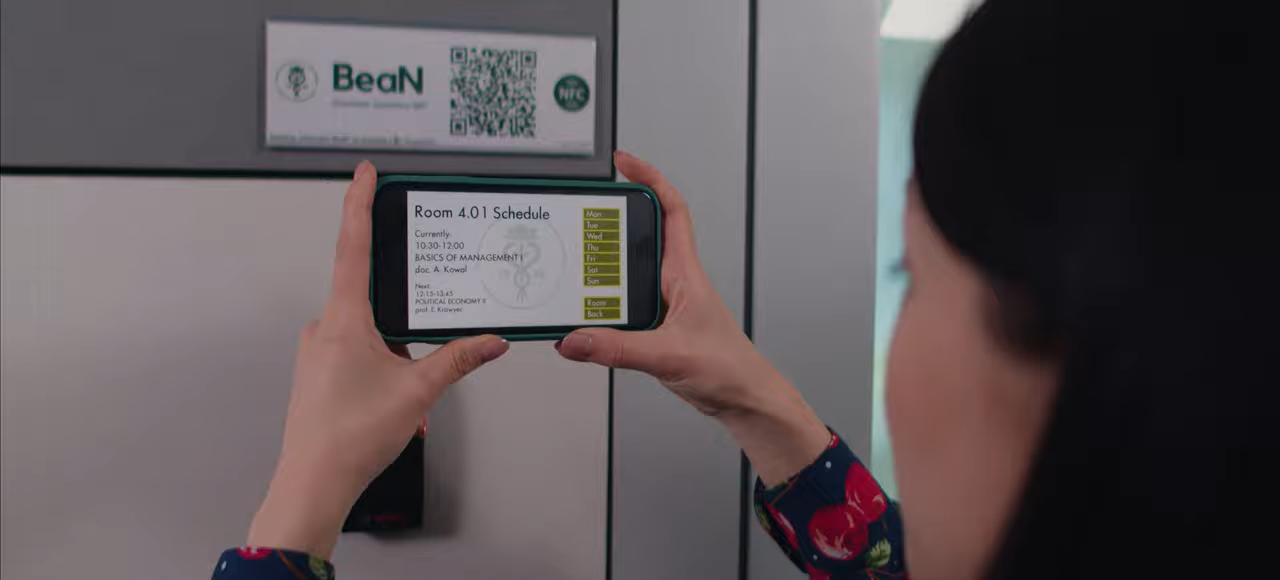 BeaN
NFC
Room 4.01 Schedule
Currently:
10:30-12:00
BASICS OF MANAGEMENT I
doc. A. Kowal
Next:
12:15-13:45
POLITICAL ECONOMY II
prof. E. Krawyec
Mon
Tue
Wed
Thu
Fri
Sat
Sun
Room
Back